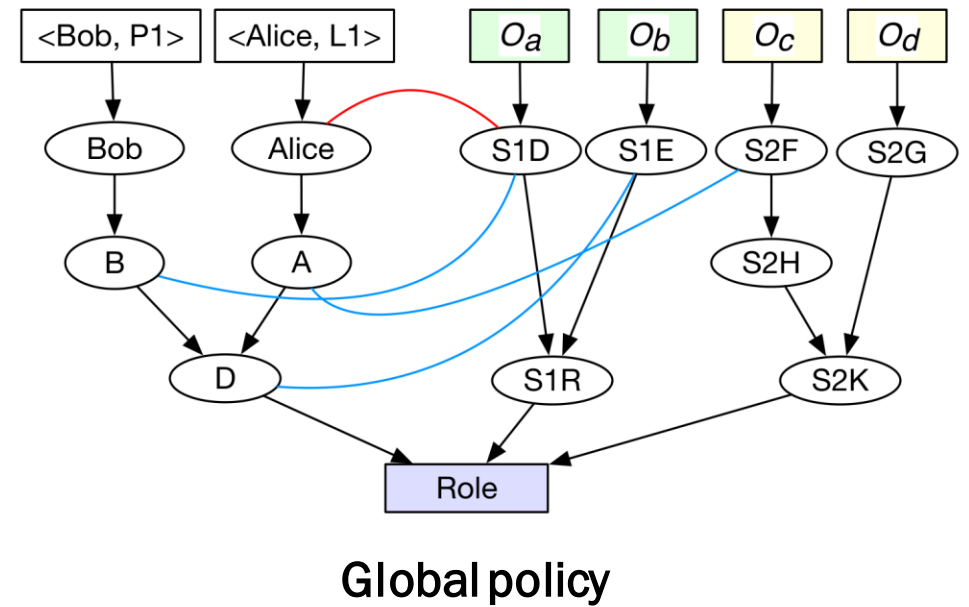 <Bob, P1> <Alice, L1> Oa Ob Oc Od
Bob Alice S1D S1E S2F S2G
B A S2H
D S1R S2K
Role
Global policy